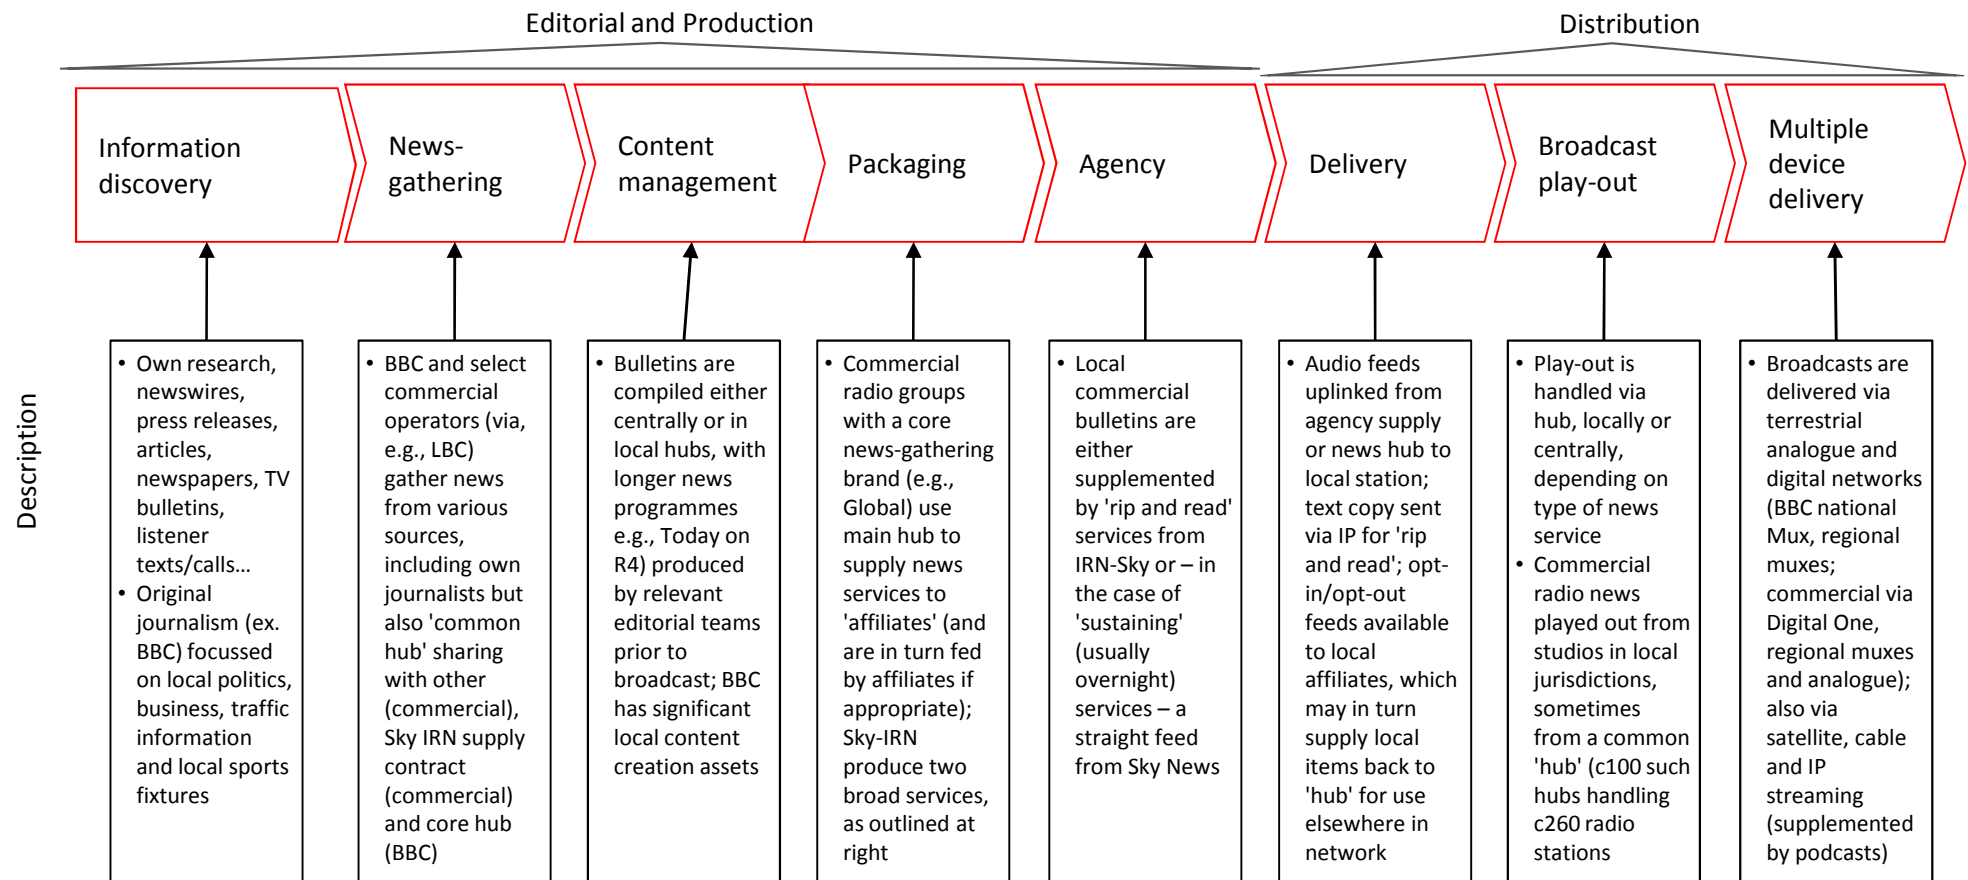 Editorial and Production
Distribution
Information
discovery
News-
gathering
Content
management
Packaging
Agency
Delivery
Broadcast
play-out
Multiple
device
delivery
Description
• Own research,
newswires,
press releases,
articles,
newspapers, TV
bulletins,
listener
texts/calls...
• Original
journalism (ex.
BBC) focussed
on local politics,
business, traffic
information
and local sports
fixtures
• BBC and select
commercial
operators (via,
e.g., LBC)
gather news
from various
sources,
including own
journalists but
also 'common
hub' sharing
with other
(commercial),
Sky IRN supply
contract
(commercial)
and core hub
(BBC)
• Bulletins are
compiled either
centrally or in
local hubs, with
longer news
programmes
e.g., Today on
R4) produced
by relevant
editorial teams
prior to
broadcast; BBC
has significant
local content
creation assets
• Commercial
radio groups
with a core
news-gathering
brand (e.g.,
Global) use
main hub to
supply news
services to
'affiliates' (and
are in turn fed
by affiliates if
appropriate);
Sky-IRN
produce two
broad services,
as outlined at
right
• Local
commercial
bulletins are
either
supplemented
by 'rip and read'
services from
IRN-Sky or – in
the case of
'sustaining'
(usually
overnight)
services – a
straight feed
from Sky News
• Audio feeds
uplinked from
agency supply
or news hub to
local station;
text copy sent
via IP for 'rip
and read'; opt-
in/opt-out
feeds available
to local
affiliates, which
may in turn
supply local
items back to
'hub' for use
elsewhere in
network
• Play-out is
handled via
hub, locally or
centrally,
depending on
type of news
service
• Commercial
radio news
played out from
studios in local
jurisdictions,
sometimes
from a common
'hub' (c100 such
hubs handling
c260 radio
stations
• Broadcasts are
delivered via
terrestrial
analogue and
digital networks
(BBC national
Mux, regional
muxes;
commercial via
Digital One,
regional muxes
and analogue);
also via
satellite, cable
and IP
streaming
(supplemented
by podcasts)